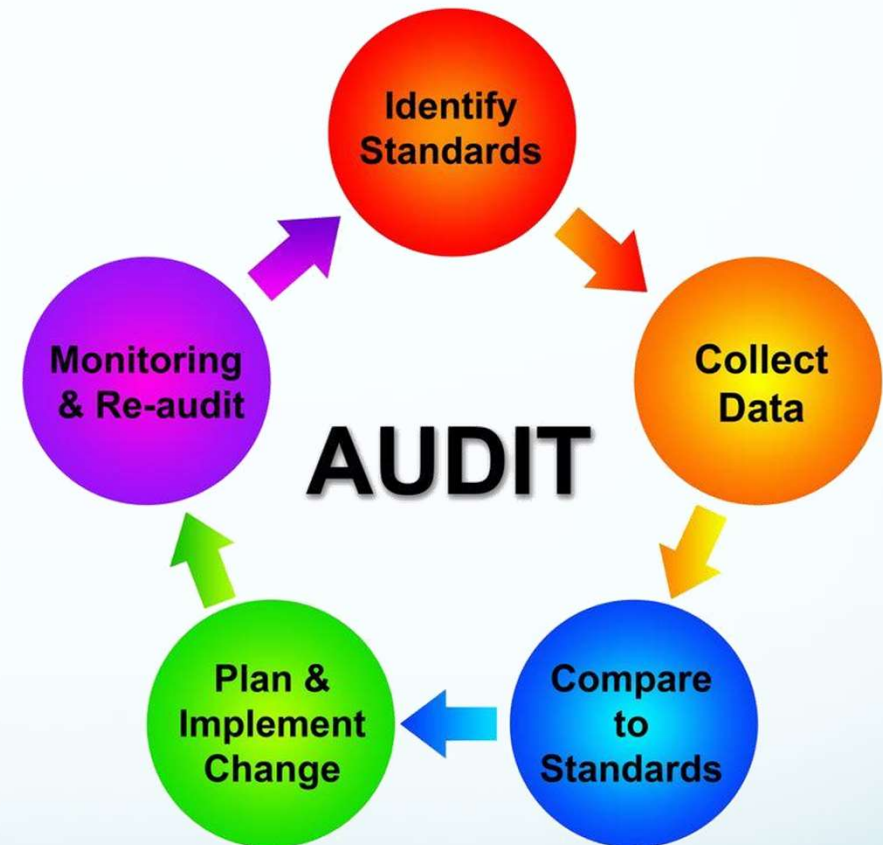 Identify
Standards
Collect
Data
Compare
to
Standards
Plan &
Implement
Change
Monitoring
& Re-audit
AUDIT